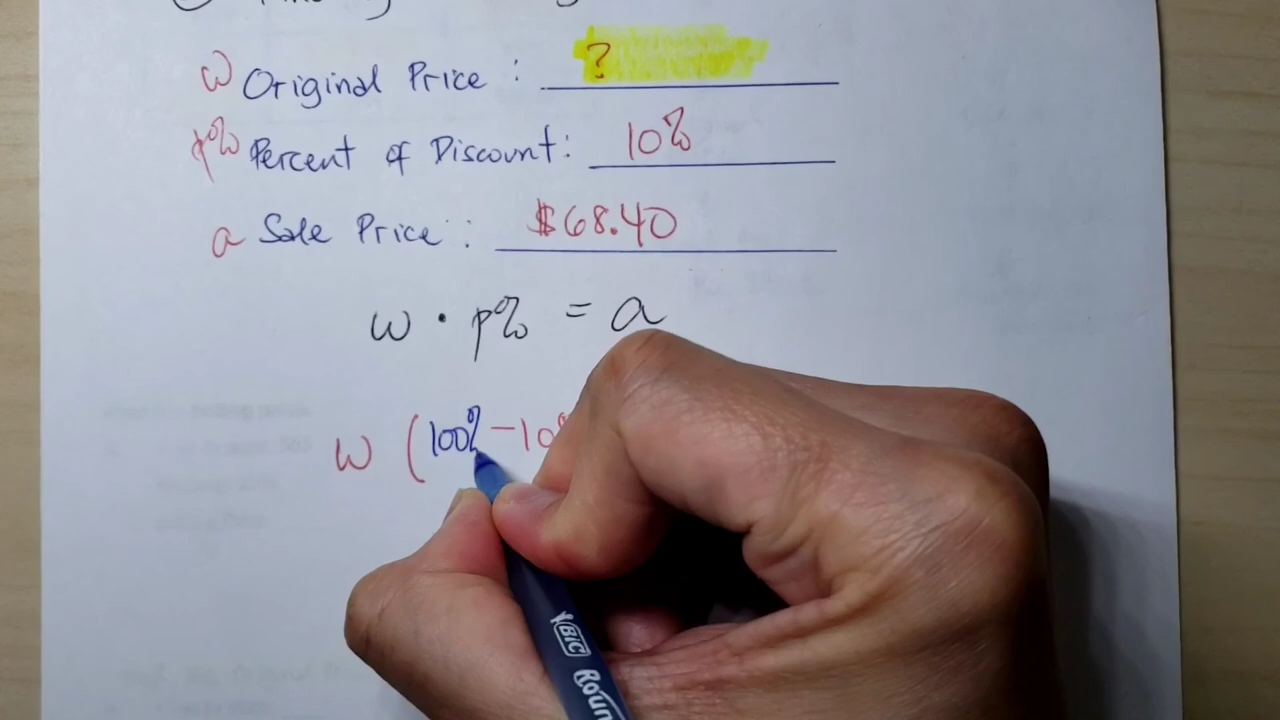 w Original Price : ?
p% Percent of Discount: 10%
a Sale Price : $68.40
w · p% = a
w (100% - 10%
BIC Roun